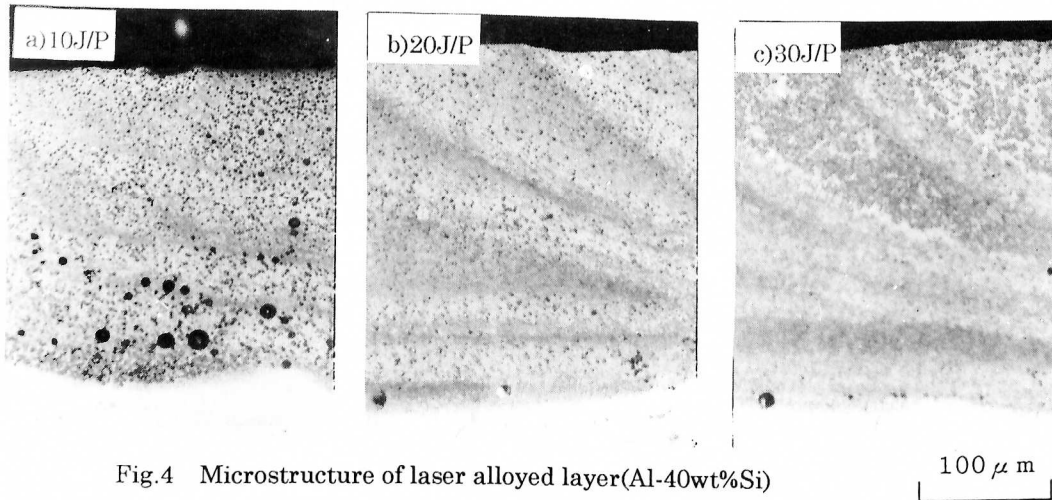 a)10J/P
b)20J/P
c)30J/P
Fig.4 Microstructure of laser alloyed layer(Al-40wt%Si)
100 μ m